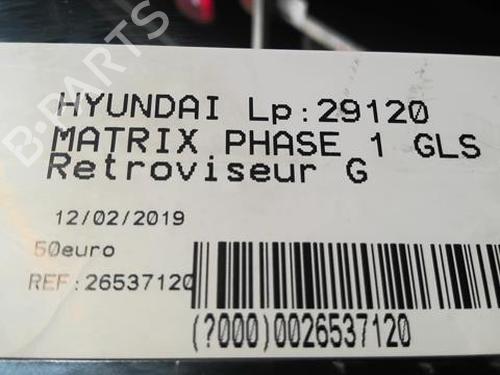 HYUNDAI Lp:29120
MATRIX PHASE 1 GLS
Retroviseur G
12/02/2019
50euro
REF:26537120
(?000)0026537120
B-PARTS